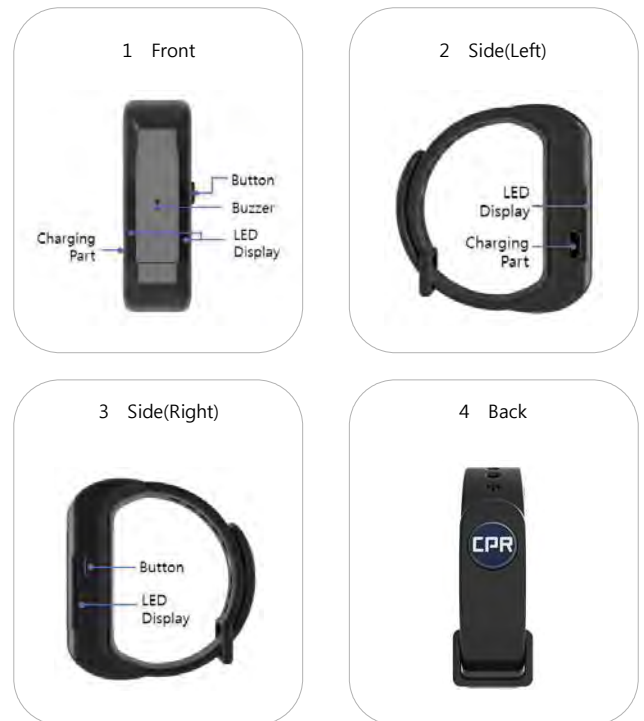 1 Front
Button
Buzzer
LED
Display
Charging
Part
2 Side(Left)
LED
Display
Charging
Part
3 Side(Right)
Button
LED
Display
4 Back
CPR